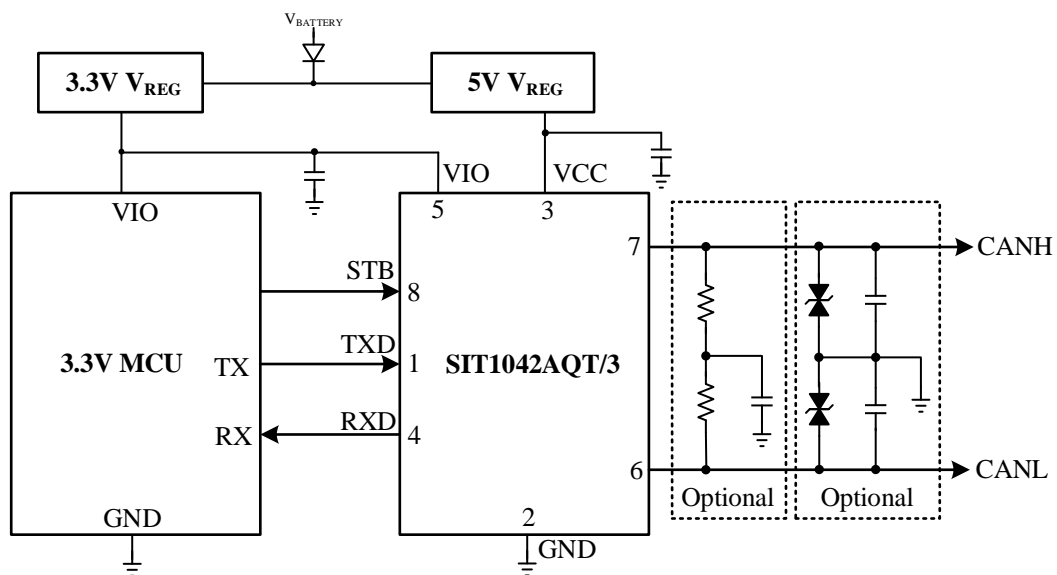 VBATTERY
3.3V VREG
5V VREG
VIO
VCC
VIO
5
3
7
CANH
STB
8
3.3V MCU
TX
TXD
1
SIT1042AQT/3
RX
RXD
4
6
CANL
Optional
Optional
GND
2
GND